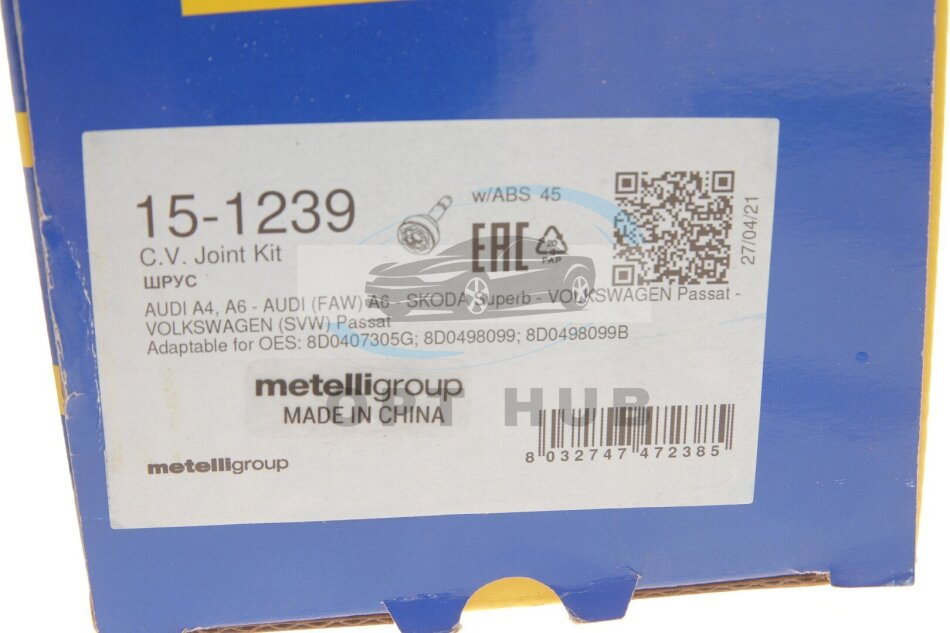 15-1239
w/ABS 45
C.V. Joint Kit
ШРУС
EAC
20
PAP
27/04/21
AUDI A4, A6 - AUDI (FAW) A6 - SKODA Superb - VOLKSWAGEN Passat -
VOLKSWAGEN (SVW) Passat
Adaptable for OES: 8D0407305G; 8D0498099; 8D0498099B
metelligroup
MADE IN CHINA
OPT HUB
metelligroup
8 032747 472385